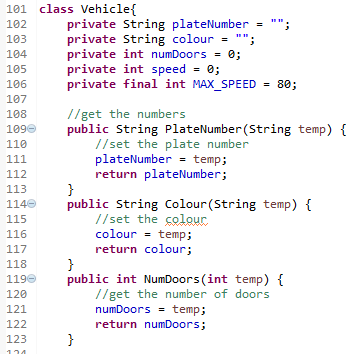 101 class Vehicle{
102     private String plateNumber = "";
103     private String colour = "";
104     private int numDoors = 0;
105     private int speed = 0;
106     private final int MAX_SPEED = 80;
107
108     //get the numbers
109     public String PlateNumber(String temp) {
110         //set the plate number
111         plateNumber = temp;
112         return plateNumber;
113     }
114     public String Colour(String temp) {
115         //set the colour
116         colour = temp;
117         return colour;
118     }
119     public int NumDoors(int temp) {
120         //get the number of doors
121         numDoors = temp;
122         return numDoors;
123     }